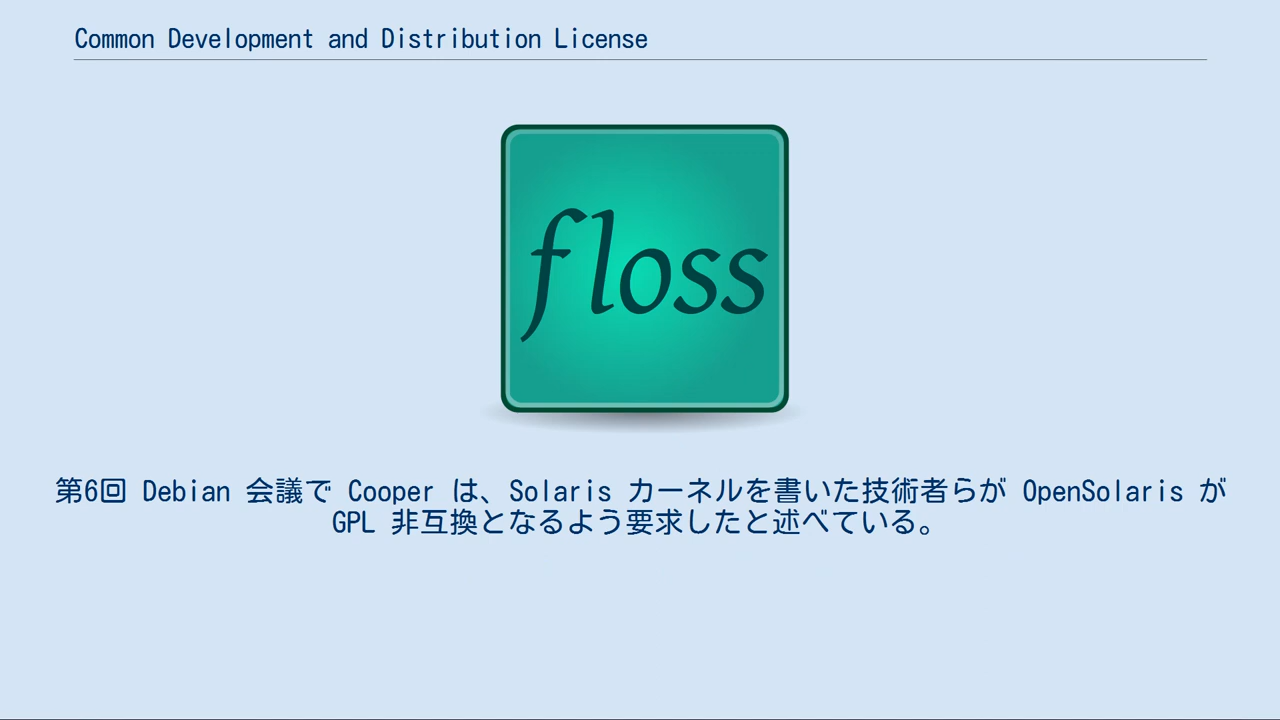 Common Development and Distribution License
floss
第6回 Debian 会議で Cooper は、Solaris カーネルを書いた技術者らが OpenSolaris が
GPL 非互換となるよう要求したと述べている。